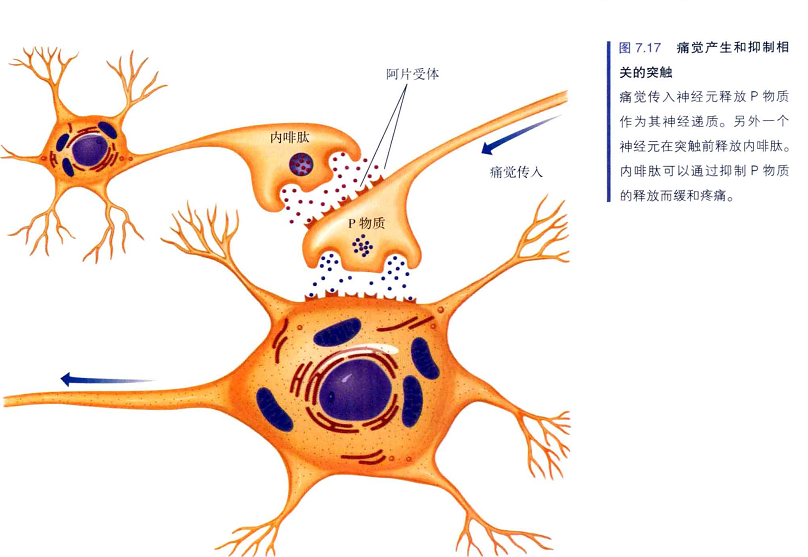 阿片受体
内啡肽
痛觉传入
P 物质
图 7.17 痛觉产生和抑制相
关的突触
痛觉传入神经元释放 P 物质
作为其神经递质。另外一个
神经元在突触前释放内啡肽。
内啡肽可以通过抑制 P 物质
的释放而缓和疼痛。